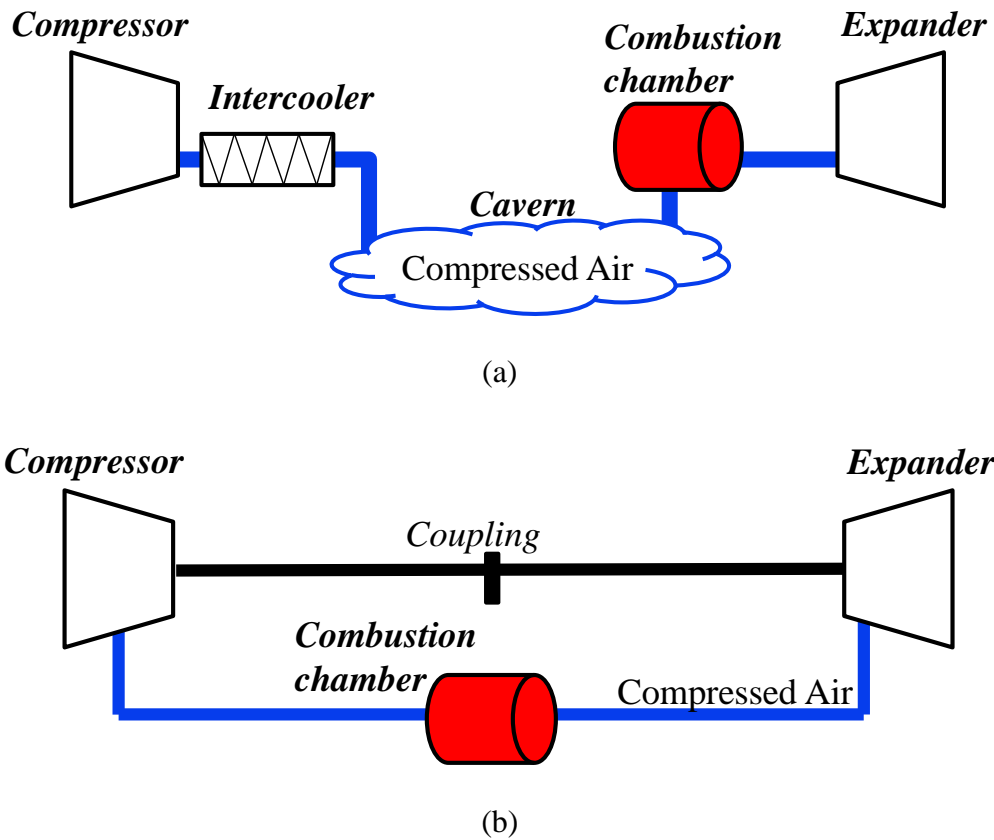 Compressor
Intercooler
Combustion
chamber
Expander
Cavern
Compressed Air
(a)
Compressor
Expander
Coupling
Combustion
chamber
Compressed Air
(b)